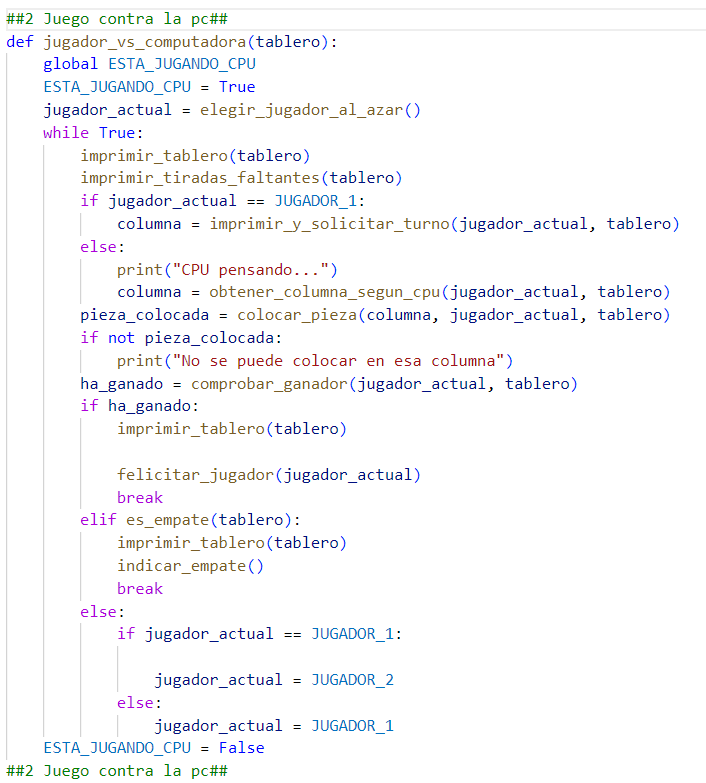 ##2 Juego contra la pc##
def jugador_vs_computadora(tablero):
    global ESTA_JUGANDO_CPU
    ESTA_JUGANDO_CPU = True
    jugador_actual = elegir_jugador_al_azar()
    while True:
        imprimir_tablero(tablero)
        imprimir_tiradas_faltantes(tablero)
        if jugador_actual == JUGADOR_1:
            columna = imprimir_y_solicitar_turno(jugador_actual, tablero)
        else:
            print("CPU pensando...")
            columna = obtener_columna_segun_cpu(jugador_actual, tablero)
        pieza_colocada = colocar_pieza(columna, jugador_actual, tablero)
        if not pieza_colocada:
            print("No se puede colocar en esa columna")
        ha_ganado = comprobar_ganador(jugador_actual, tablero)
        if ha_ganado:
            imprimir_tablero(tablero)

            felicitar_jugador(jugador_actual)
            break
        elif es_empate(tablero):
            imprimir_tablero(tablero)
            indicar_empate()
            break
        else:
            if jugador_actual == JUGADOR_1:

                jugador_actual = JUGADOR_2
            else:
                jugador_actual = JUGADOR_1
    ESTA_JUGANDO_CPU = False
##2 Juego contra la pc##